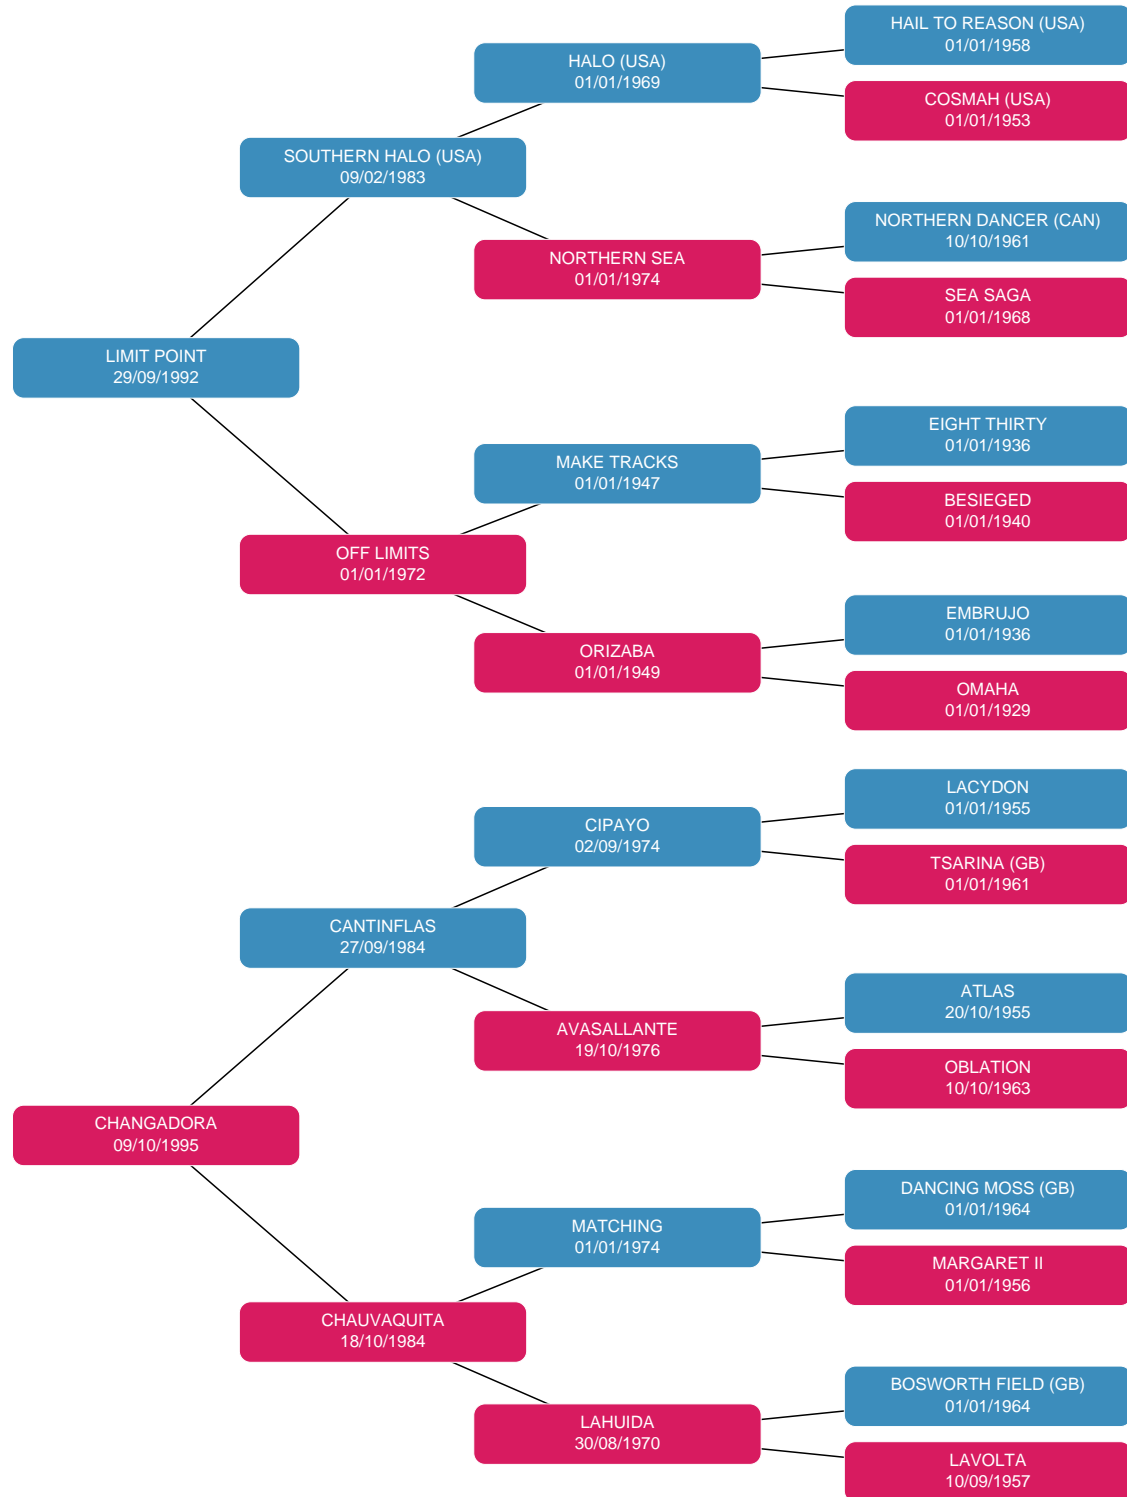 HAIL TO REASON (USA)
01/01/1958
HALO (USA)
01/01/1969
COSMAH (USA)
01/01/1953
SOUTHERN HALO (USA)
09/02/1983
NORTHERN DANCER (CAN)
10/10/1961
NORTHERN SEA
01/01/1974
SEA SAGA
01/01/1968
LIMIT POINT
29/09/1992
EIGHT THIRTY
01/01/1936
MAKE TRACKS
01/01/1947
BESIEGED
01/01/1940
OFF LIMITS
01/01/1972
EMBRUJO
01/01/1936
ORIZABA
01/01/1949
OMAHA
01/01/1929
LACYDON
01/01/1955
CIPAYO
02/09/1974
TSARINA (GB)
01/01/1961
CANTINFLAS
27/09/1984
ATLAS
20/10/1955
AVASALLANTE
19/10/1976
OBLATION
10/10/1963
CHANGADORA
09/10/1995
DANCING MOSS (GB)
01/01/1964
MATCHING
01/01/1974
MARGARET II
01/01/1956
CHAUVAQUITA
18/10/1984
BOSWORTH FIELD (GB)
01/01/1964
LAHUIDA
30/08/1970
LAVOLTA
10/09/1957